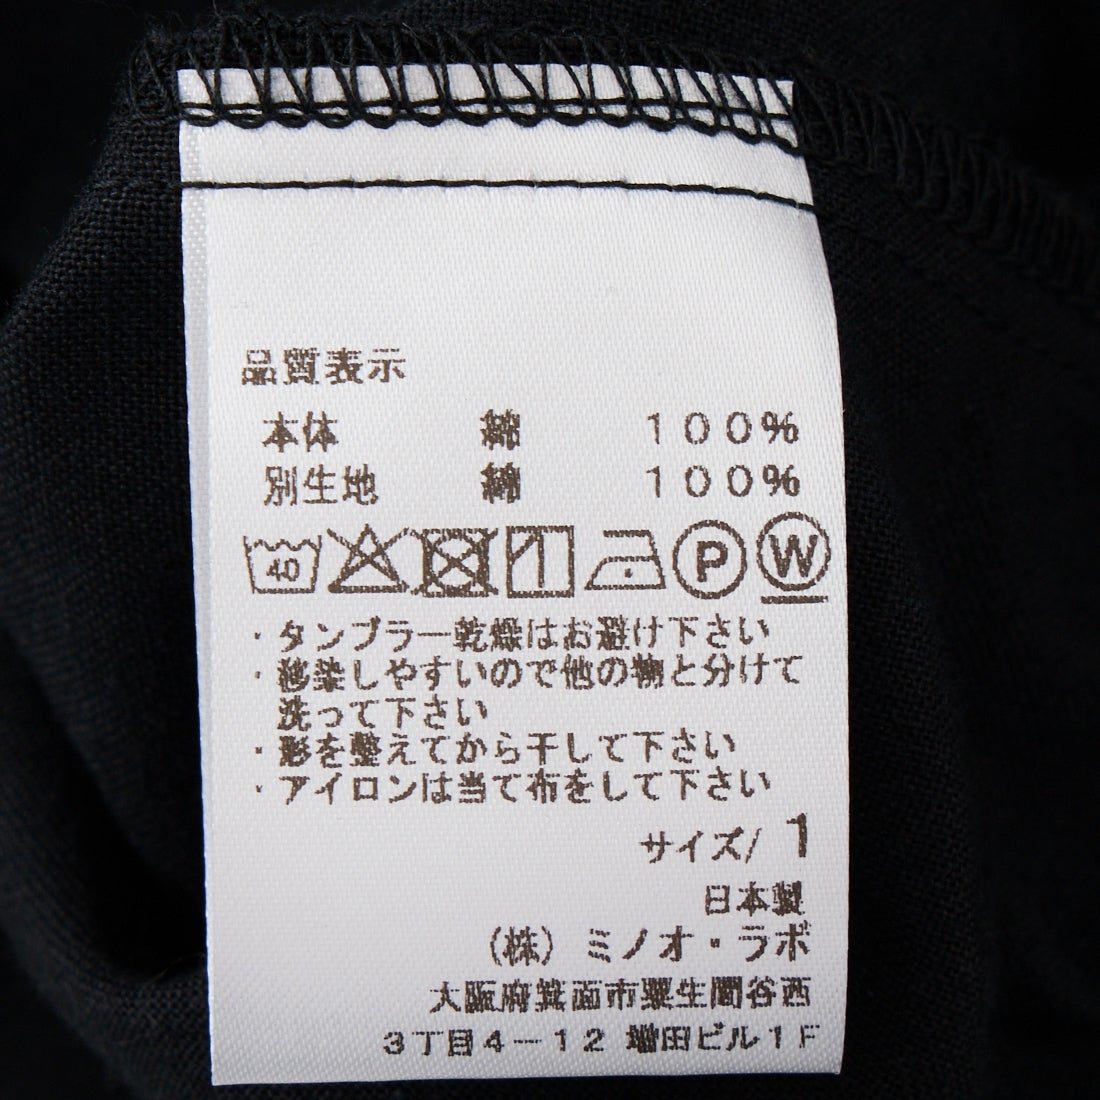 品質表示
本体 綿 １００％
別生地 綿 １００％
40 P W
・タンブラー乾燥はお避け下さい
・移染しやすいので他の物と分けて
洗って下さい
・形を整えてから干して下さい
・アイロンは当て布をして下さい
サイズ/ 1
日本製
（株）ミノオ・ラボ
大阪府箕面市粟生間谷西
３丁目４－１２ 増田ビル１Ｆ